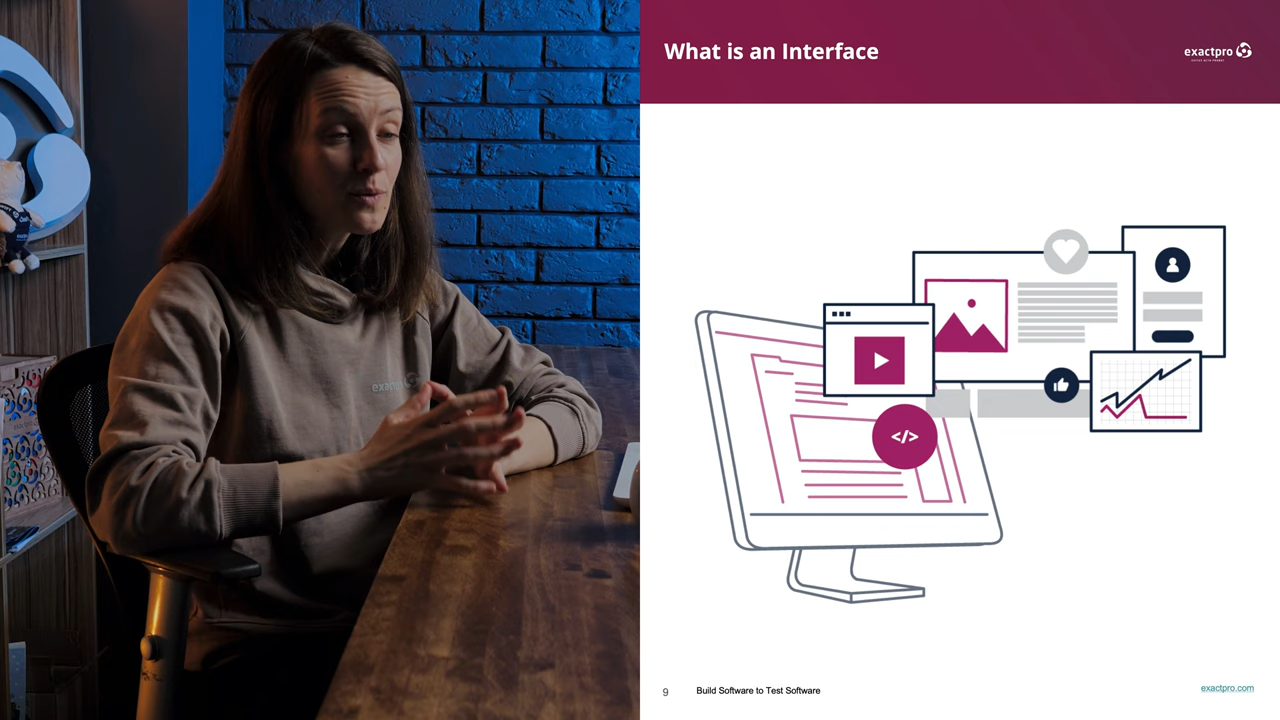 What is an Interface
exactpro
</>
9
Build Software to Test Software
exactpro.com